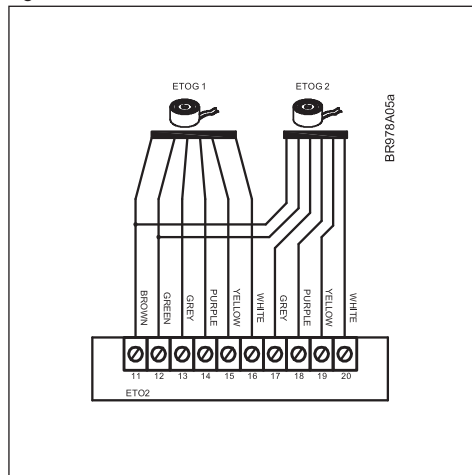 ETOG 1
ETOG 2
BR978A05a
BROWN
GREEN
GREY
PURPLE
YELLOW
WHITE
GREY
PURPLE
YELLOW
WHITE
11 12 13 14 15 16 17 18 19 20
ETO2